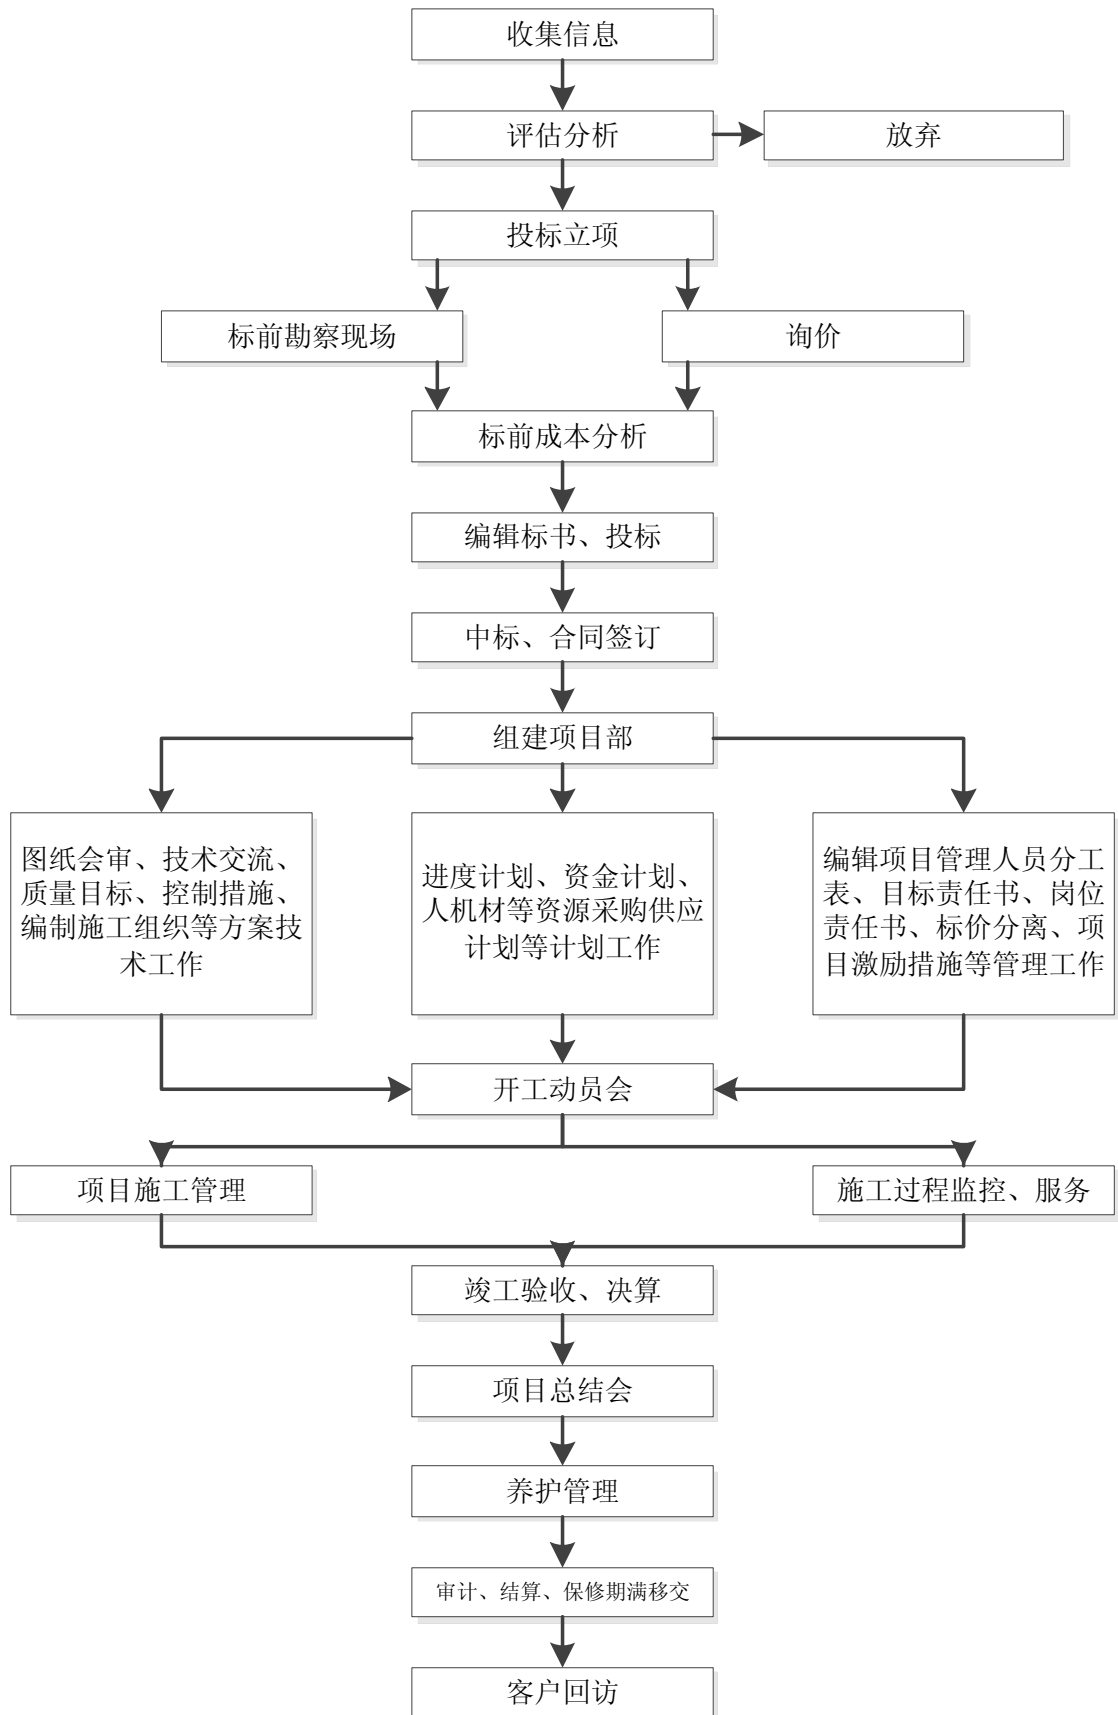 收集信息
评估分析
放弃
投标立项
标前勘察现场
询价
标前成本分析
编辑标书、投标
中标、合同签订
组建项目部
图纸会审、技术交流、
质量目标、控制措施、
编制施工组织等方案技
术工作
进度计划、资金计划、
人机材等资源采购供应
计划等计划工作
编辑项目管理人员分工
表、目标责任书、岗位
责任书、标价分离、项
目激励措施等管理工作
开工动员会
项目施工管理
施工过程监控、服务
竣工验收、决算
项目总结会
养护管理
审计、结算、保修期满移交
客户回访